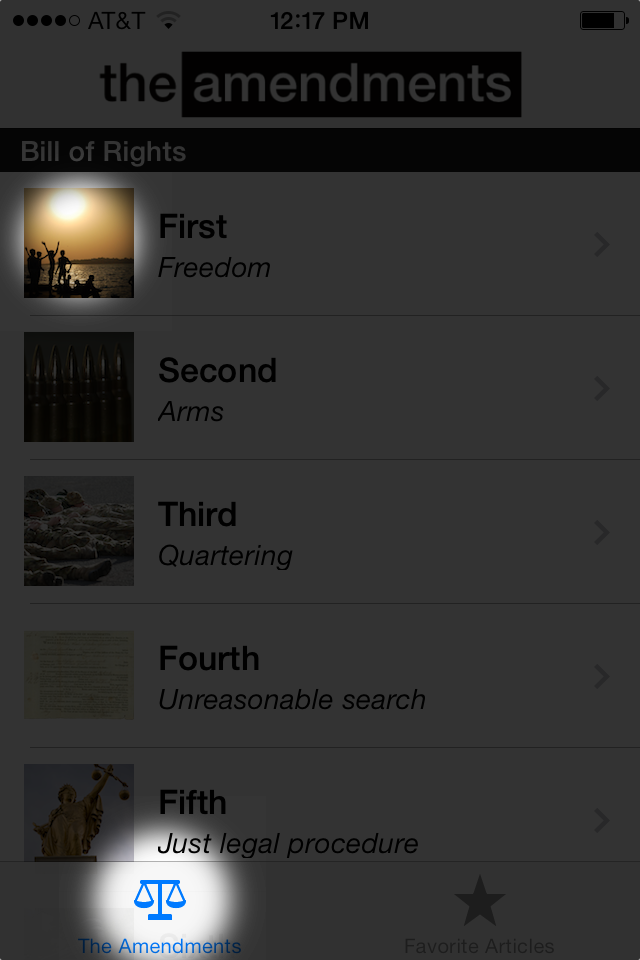 AT&T 12:17 PM
the amendments
Bill of Rights
First
Freedom
Second
Arms
Third
Quartering
Fourth
Unreasonable search
Fifth
Just legal procedure
The Amendments Favorite Articles